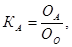 K_A = O_A / O_O ,